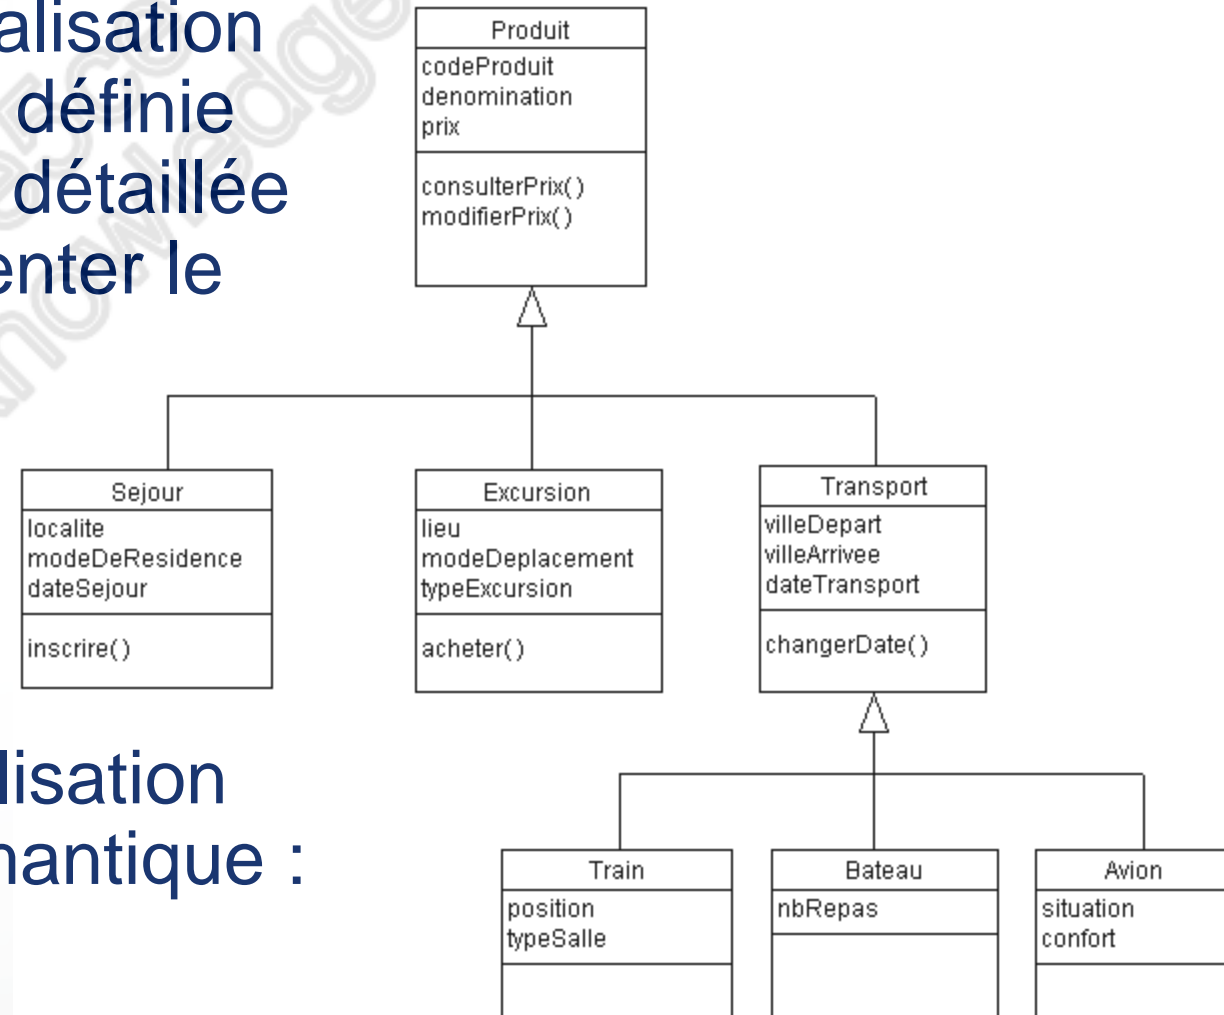 alisation
définie
détaillée
enter le
Produit
codeProduit
denomination
prix
consulterPrix()
modifierPrix()
Sejour
localite
modeDeResidence
dateSejour
inscrire()
Excursion
lieu
modeDeplacement
typeExcursion
acheter()
Transport
villeDepart
villeArrivee
dateTransport
changerDate()
lisation
nantique :
Train
position
typeSalle
Bateau
nbRepas
Avion
situation
confort